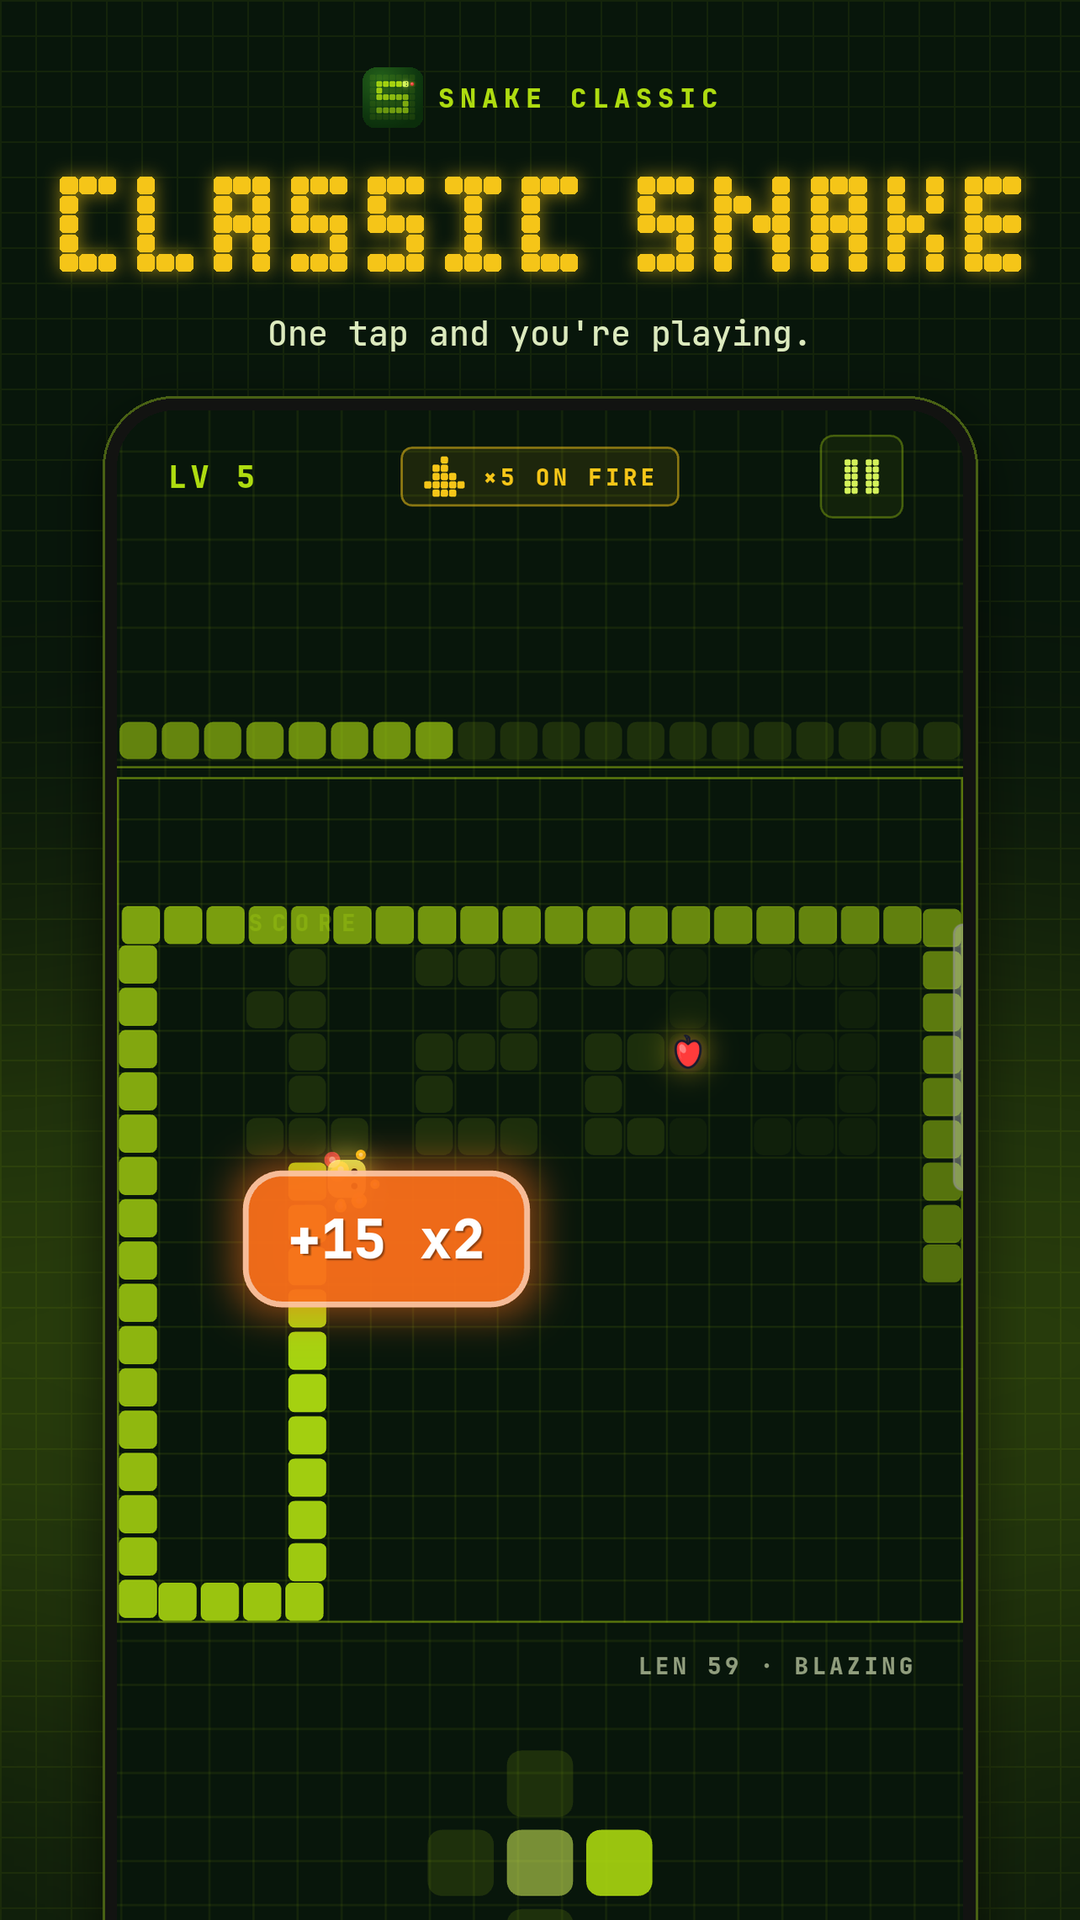 SNAKE CLASSIC
CLASSIC SNAKE
One tap and you're playing.
LV 5
×5 ON FIRE
SCORE
1223
+15 x2
LEN 59 · BLAZING